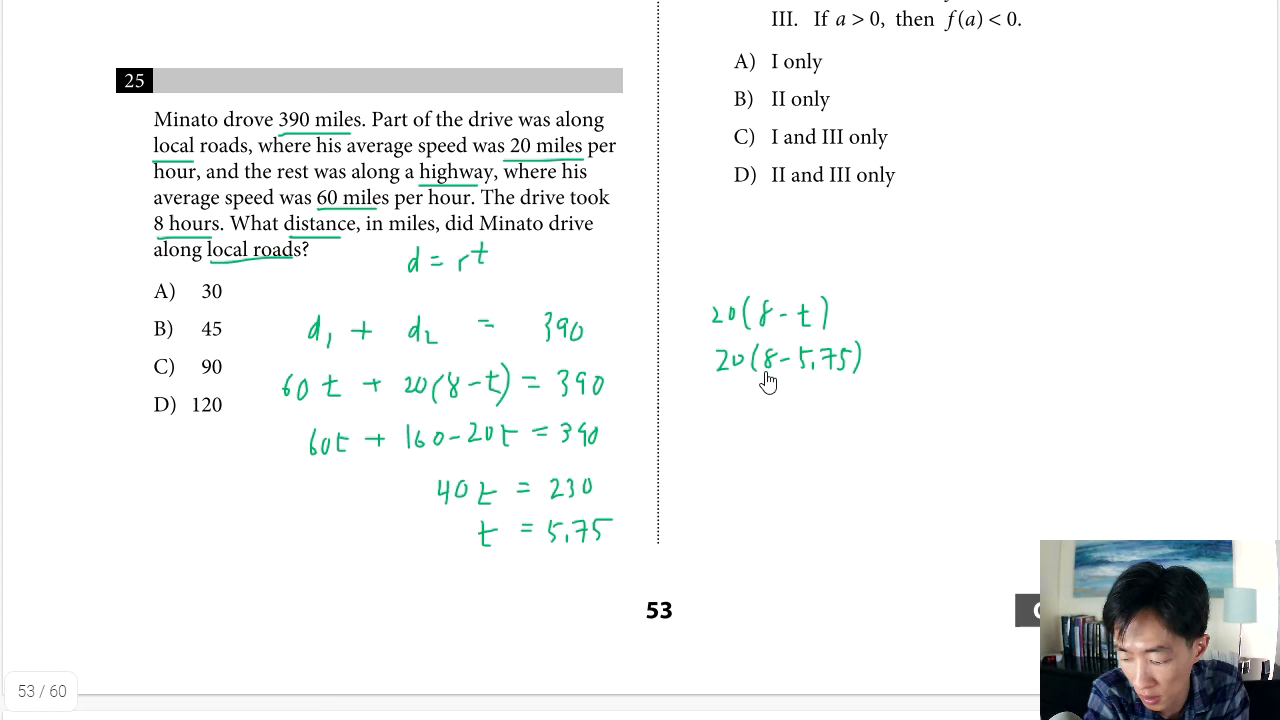 25
Minato drove 390 miles. Part of the drive was along
local roads, where his average speed was 20 miles per
hour, and the rest was along a highway, where his
average speed was 60 miles per hour. The drive took
8 hours. What distance, in miles, did Minato drive
along local roads?
A) 30
B) 45
C) 90
D) 120
d = rt
d₁ + d₂ = 390
60t + 20(8-t) = 390
60t + 160-20t = 390
40t = 230
t = 5.75
III. If a > 0, then f(a) < 0.
A) I only
B) II only
C) I and III only
D) II and III only
20(8-t)
20(8-5.75)
53
53 / 60